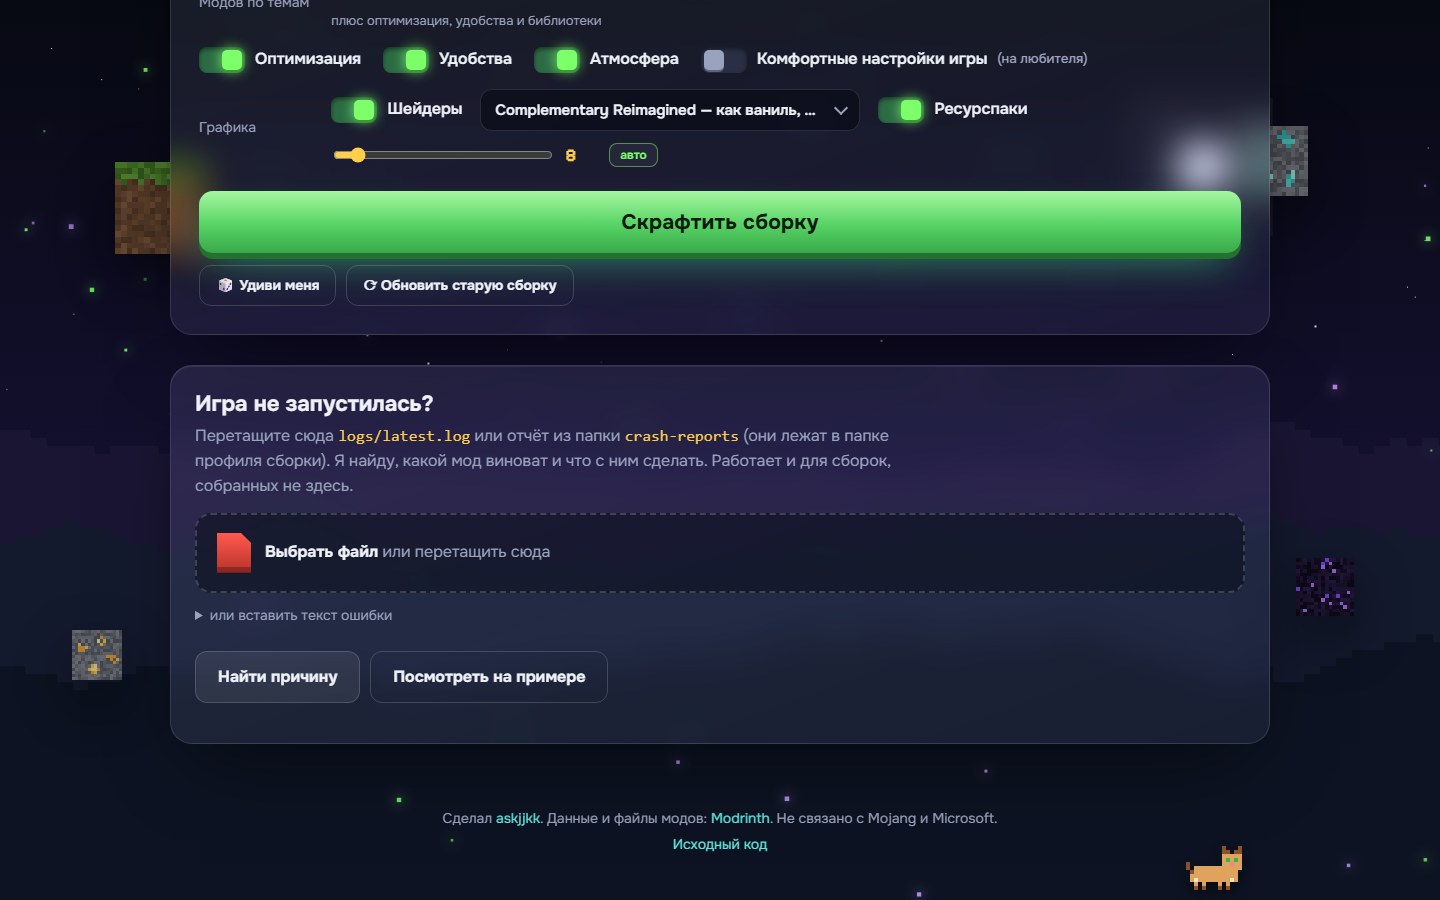 Модов по темам
плюс оптимизация, удобства и библиотеки
Оптимизация Удобства Атмосфера Комфортные настройки игры (на любителя)
Графика
Шейдеры Complementary Reimagined — как ваниль, ... Ресурспаки
8 авто
Скрафтить сборку
Удиви меня ⟳ Обновить старую сборку
Игра не запустилась?
Перетащите сюда logs/latest.log или отчёт из папки crash-reports (они лежат в папке
профиля сборки). Я найду, какой мод виноват и что с ним сделать. Работает и для сборок,
собранных не здесь.
Выбрать файл или перетащить сюда
или вставить текст ошибки
Найти причину Посмотреть на примере
Сделал askjjkk. Данные и файлы модов: Modrinth. Не связано с Mojang и Microsoft.
Исходный код